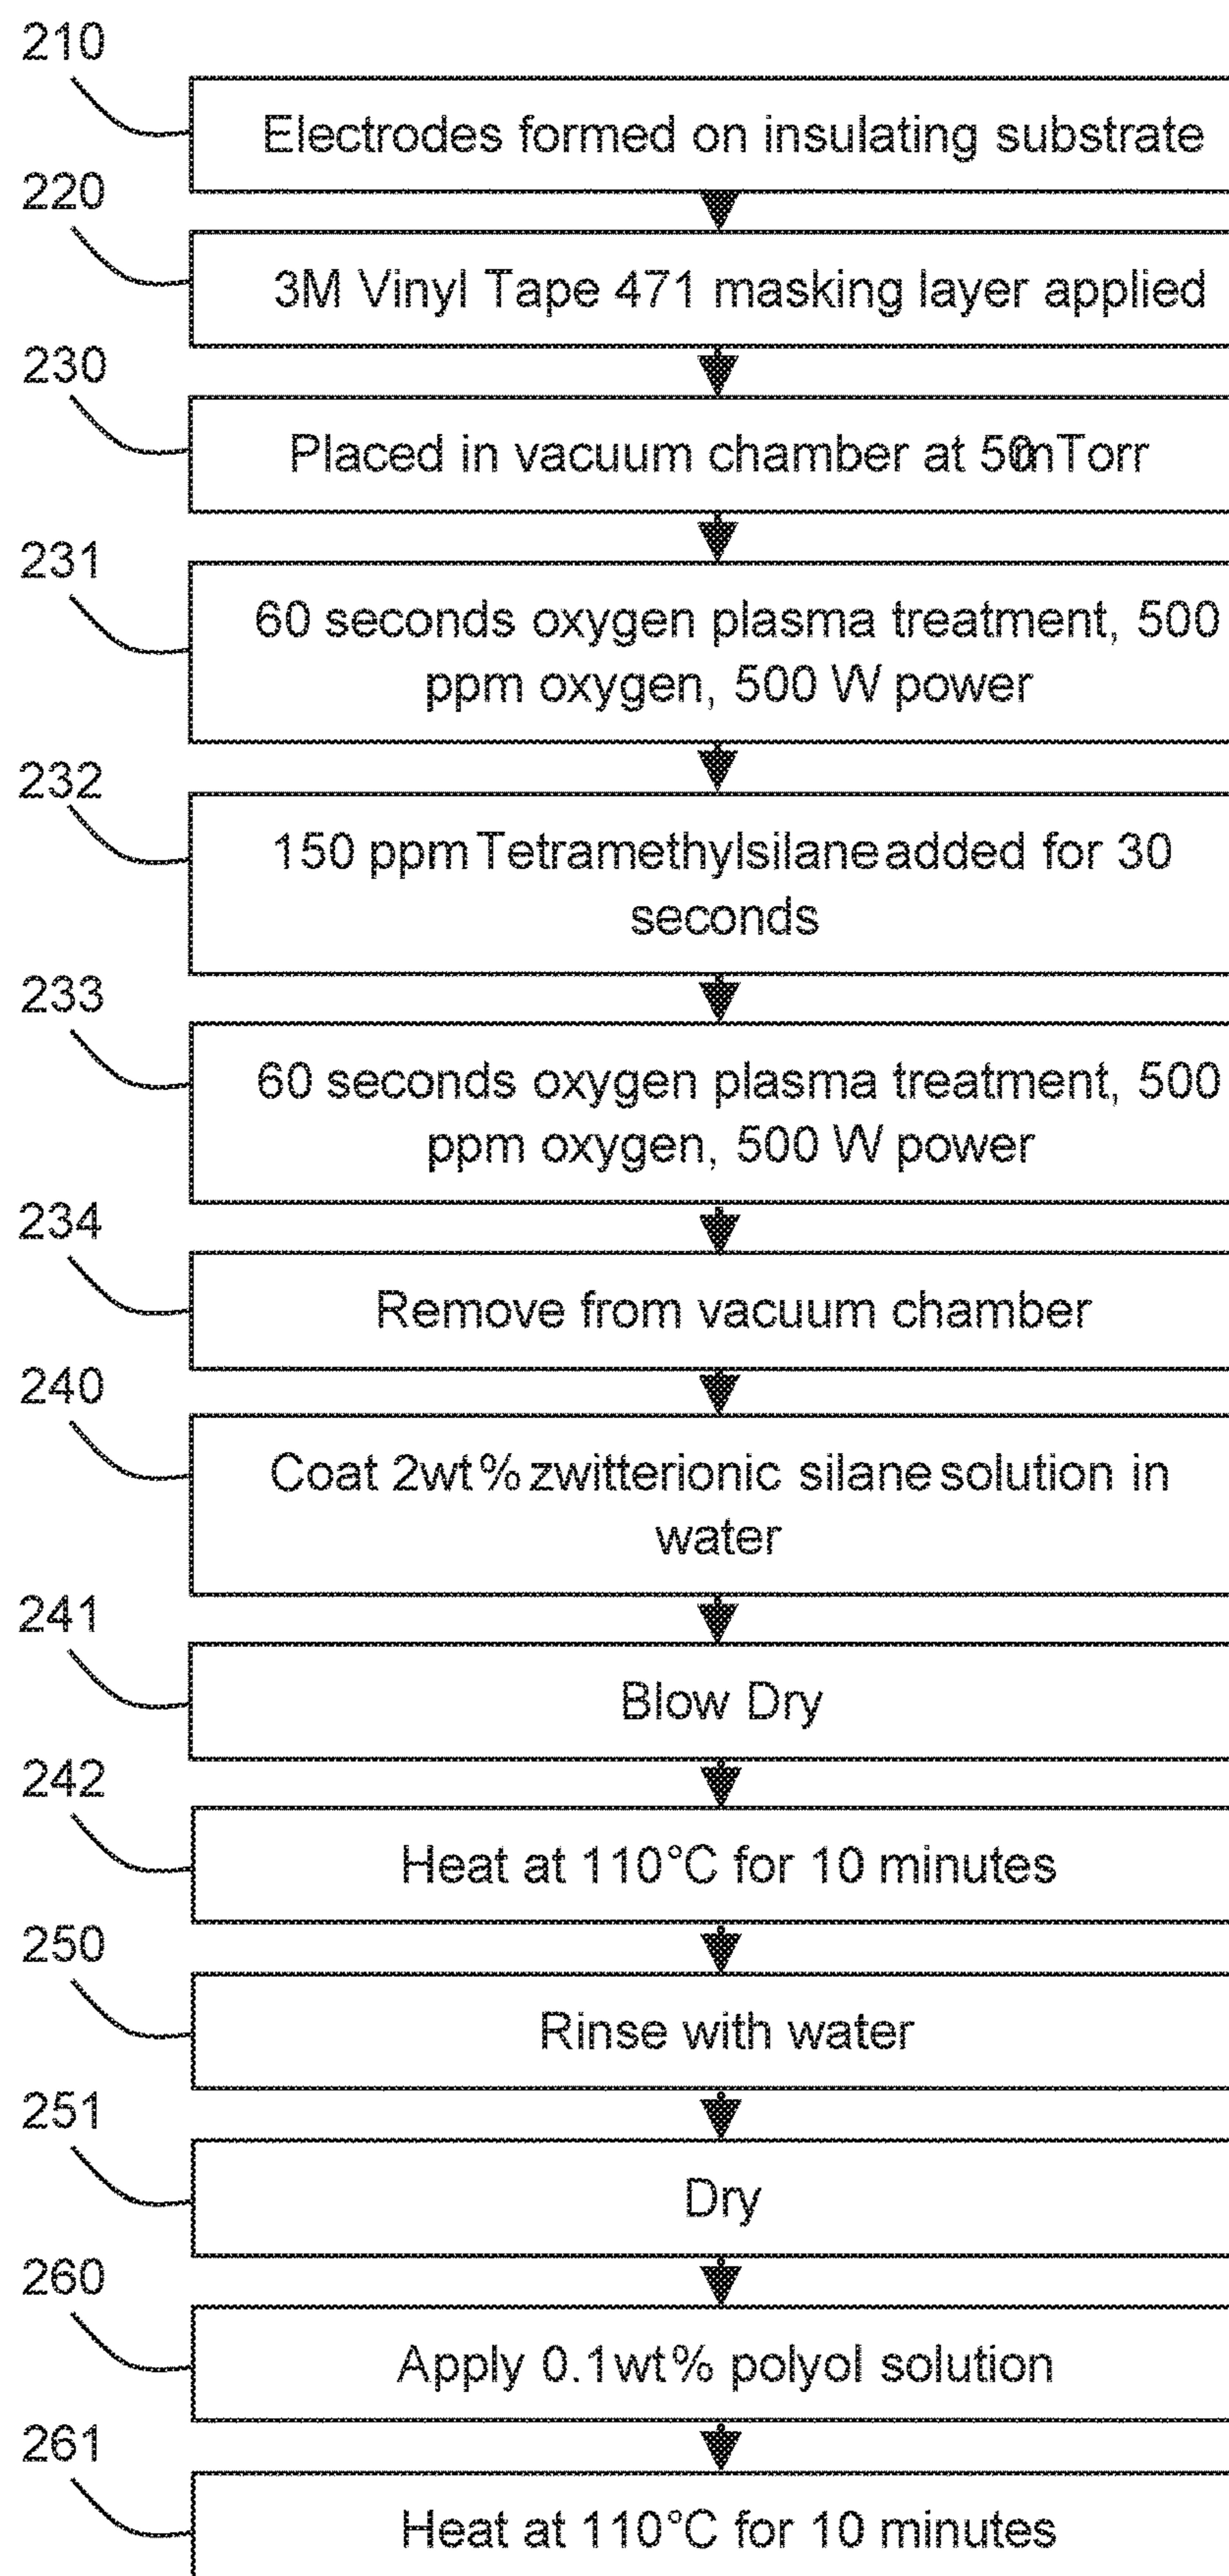 210
Electrodes formed on insulating substrate
220
3M Vinyl Tape 471 masking layer applied
230
Placed in vacuum chamber at 50mTorr
231
60 seconds oxygen plasma treatment, 500
ppm oxygen, 500 W power
232
150 ppm Tetramethylsilane added for 30
seconds
233
60 seconds oxygen plasma treatment, 500
ppm oxygen, 500 W power
234
Remove from vacuum chamber
240
Coat 2wt% zwitterionic silane solution in
water
241
Blow Dry
242
Heat at 110°C for 10 minutes
250
Rinse with water
251
Dry
260
Apply 0.1wt% polyol solution
261
Heat at 110°C for 10 minutes